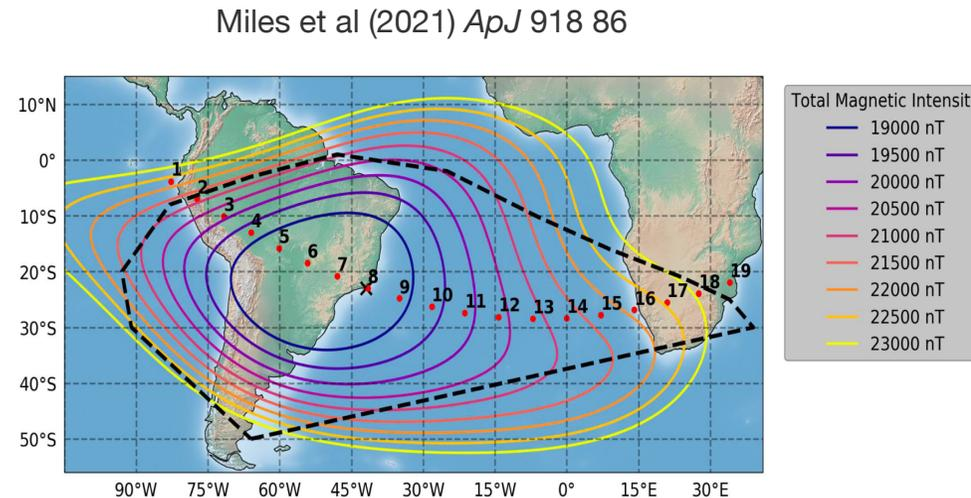 Miles et al (2021) ApJ 918 86
Total Magnetic Intensit
19000 nT
19500 nT
20000 nT
20500 nT
21000 nT
21500 nT
22000 nT
22500 nT
23000 nT
10°N
0°
10°S
20°S
30°S
40°S
50°S
1
2
3
4
5
6
7
8
9
10
11
12
13
14
15
16
17
18
19
90°W 75°W 60°W 45°W 30°W 15°W 0° 15°E 30°E